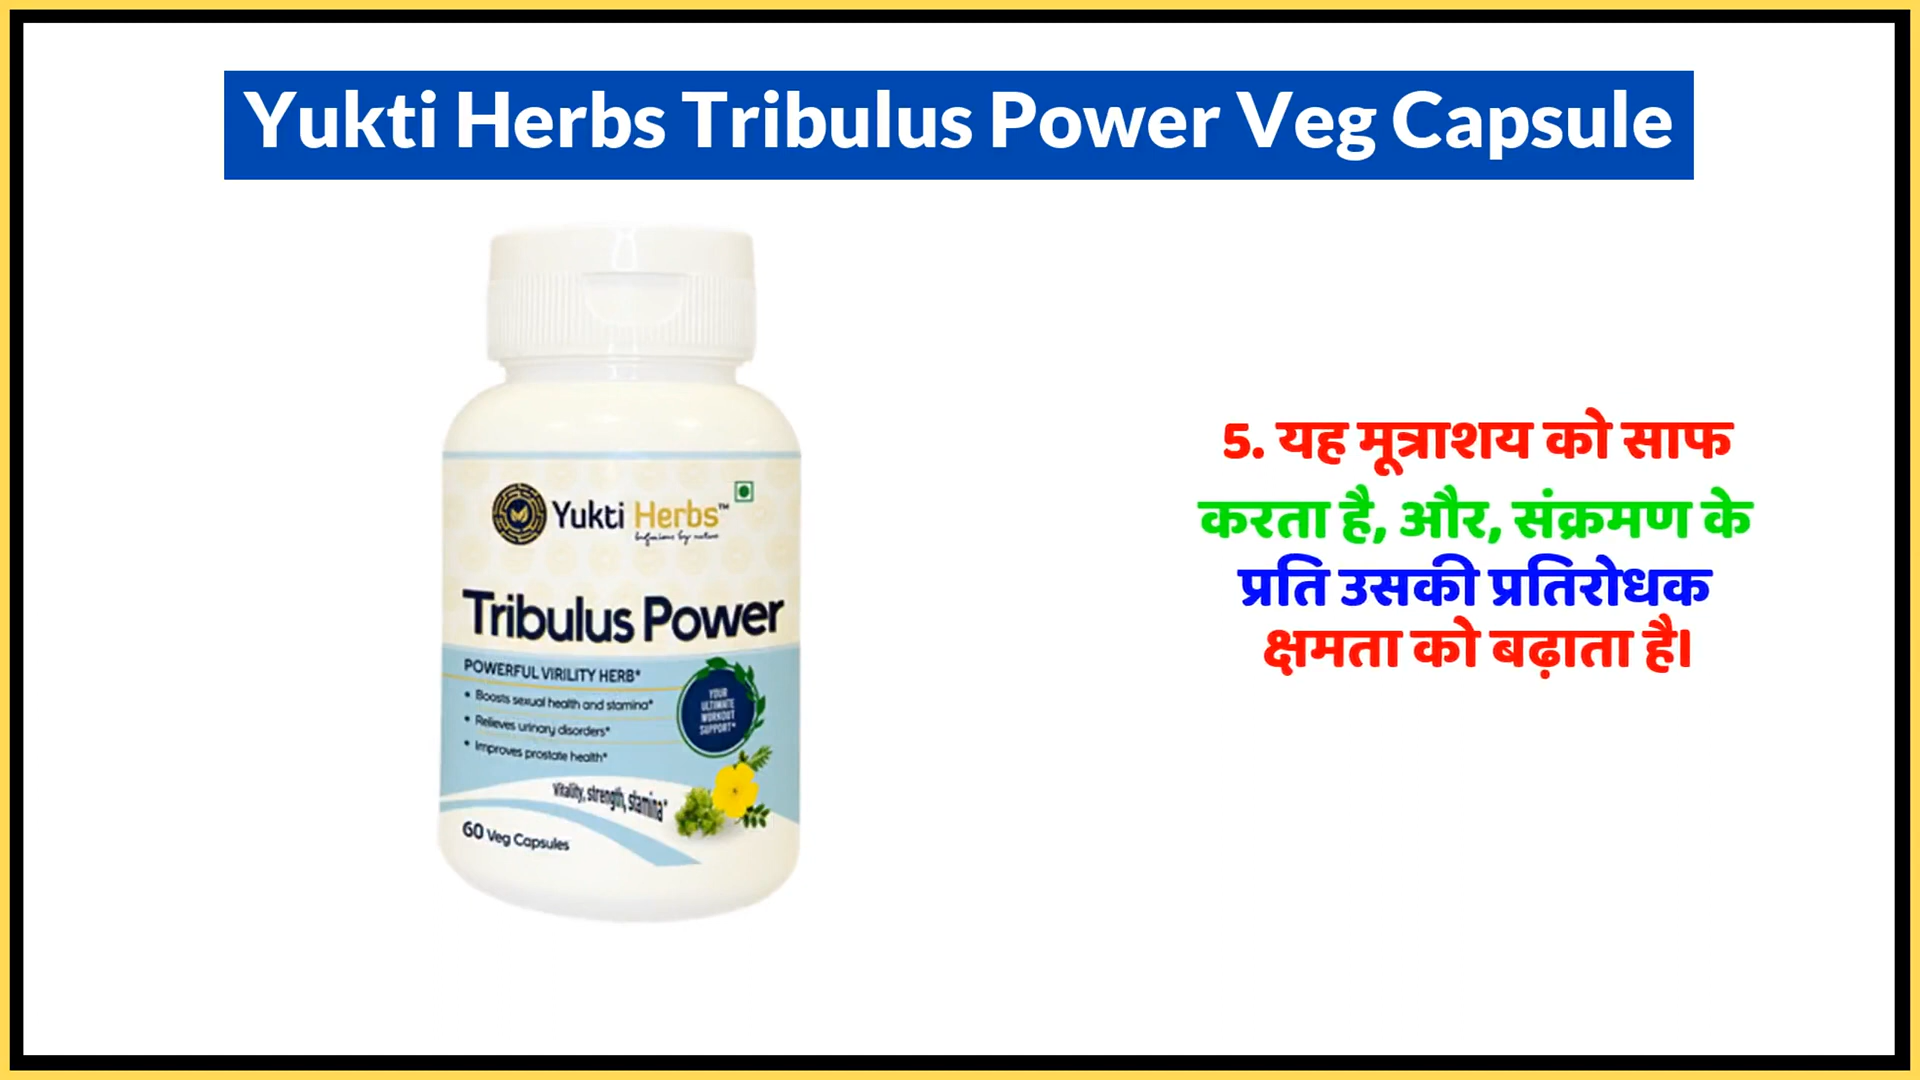 Yukti Herbs Tribulus Power Veg Capsule
Yukti Herbs™
Tribulus Power
POWERFUL VIRILITY HERB*
• Boosts sexual health and stamina*
• Relieves urinary disorders*
• Improves prostate health*
YOUR
ULTIMATE
WORKOUT
SUPPORT*
Vitality, strength, stamina*
60 Veg Capsules
5. यह मूत्राशय को साफ
करता है, और, संक्रमण के
प्रति उसकी प्रतिरोधक
क्षमता को बढ़ाता है।